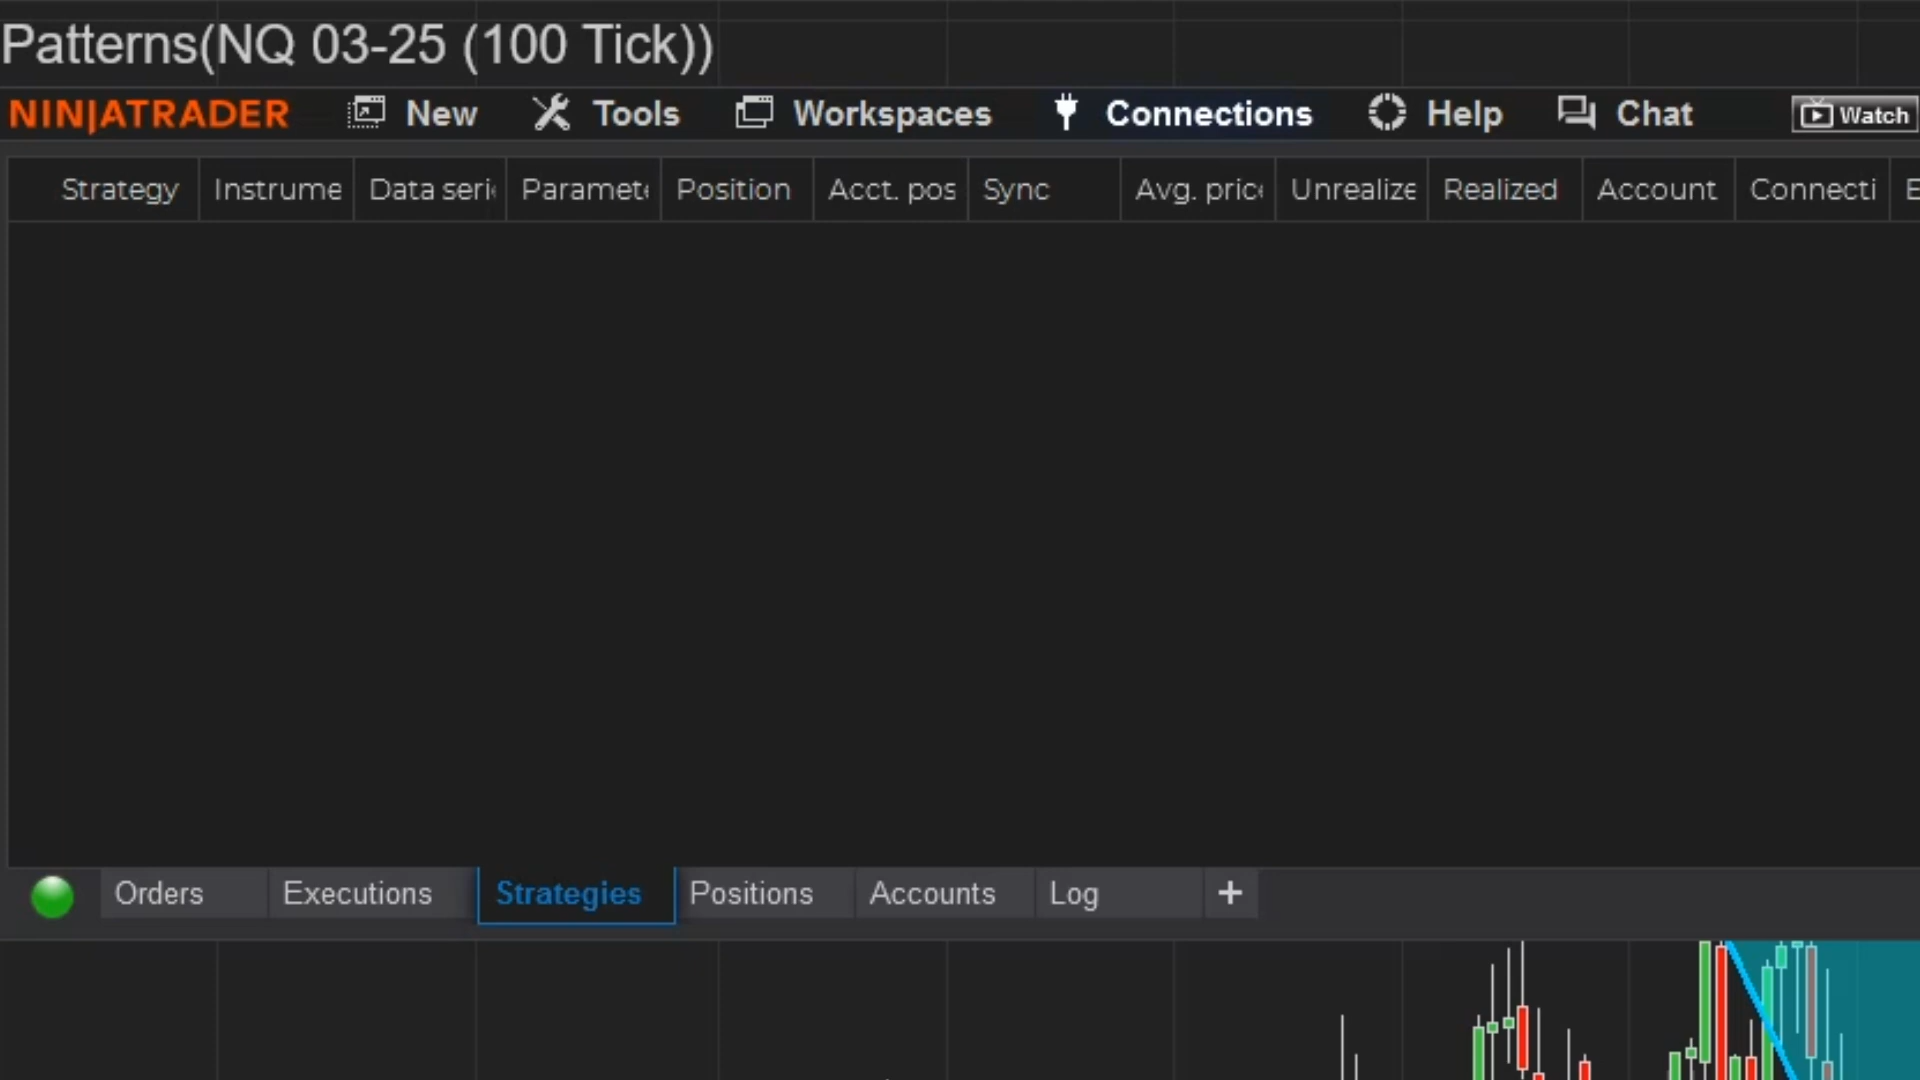 Patterns(NQ 03-25 (100 Tick))
NINJATRADER New Tools Workspaces Connections Help Chat Watch
Strategy Instrume Data seri Paramet Position Acct. pos Sync Avg. pric Unrealize Realized Account Connecti E
Orders Executions Strategies Positions Accounts Log +